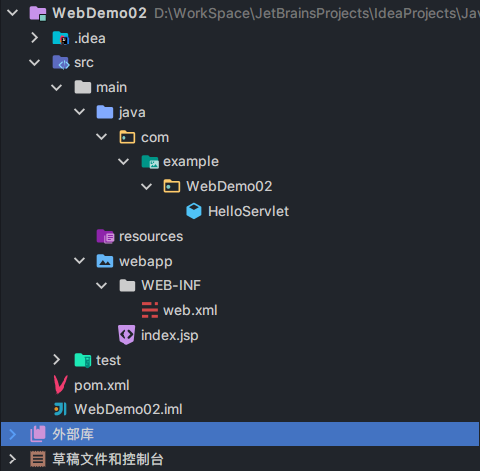 WebDemo02 D:\WorkSpace\JetBrainsProjects\IdeaProjects\Jav
.idea
src
main
java
com
example
WebDemo02
HelloServlet
resources
webapp
WEB-INF
web.xml
index.jsp
test
pom.xml
WebDemo02.iml
外部库
草稿文件和控制台